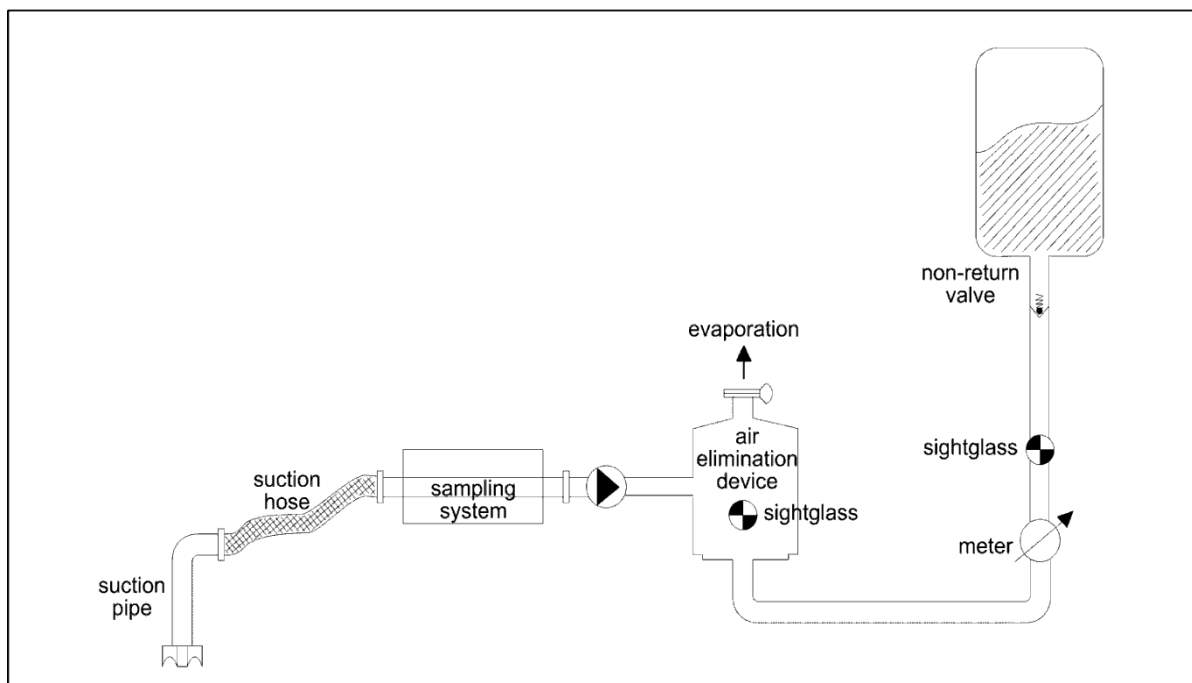 non-return
valve
evaporation
air
elimination
device
sightglass
sightglass
suction
hose
sampling
system
meter
suction
pipe